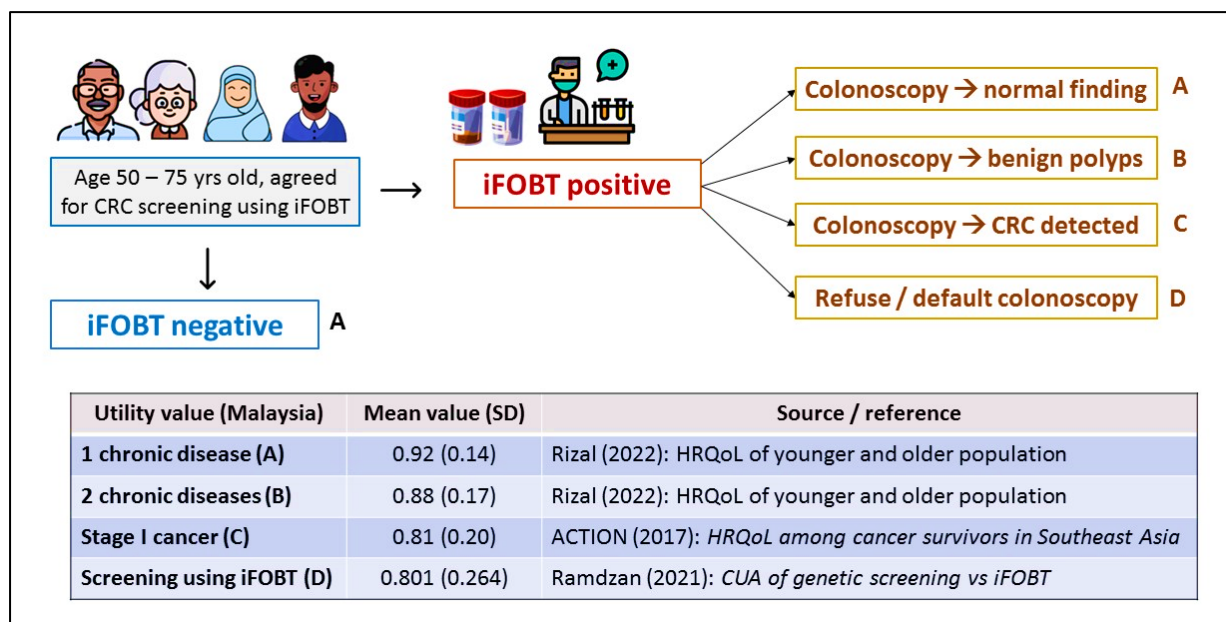 Age 50 – 75 yrs old, agreed
for CRC screening using iFOBT
iFOBT positive
Colonoscopy → normal finding A
Colonoscopy → benign polyps B
Colonoscopy → CRC detected C
Refuse / default colonoscopy D
iFOBT negative A
Utility value (Malaysia) Mean value (SD) Source / reference
1 chronic disease (A) 0.92 (0.14) Rizal (2022): HRQoL of younger and older population
2 chronic diseases (B) 0.88 (0.17) Rizal (2022): HRQoL of younger and older population
Stage I cancer (C) 0.81 (0.20) ACTION (2017): HRQoL among cancer survivors in Southeast Asia
Screening using iFOBT (D) 0.801 (0.264) Ramdzan (2021): CUA of genetic screening vs iFOBT